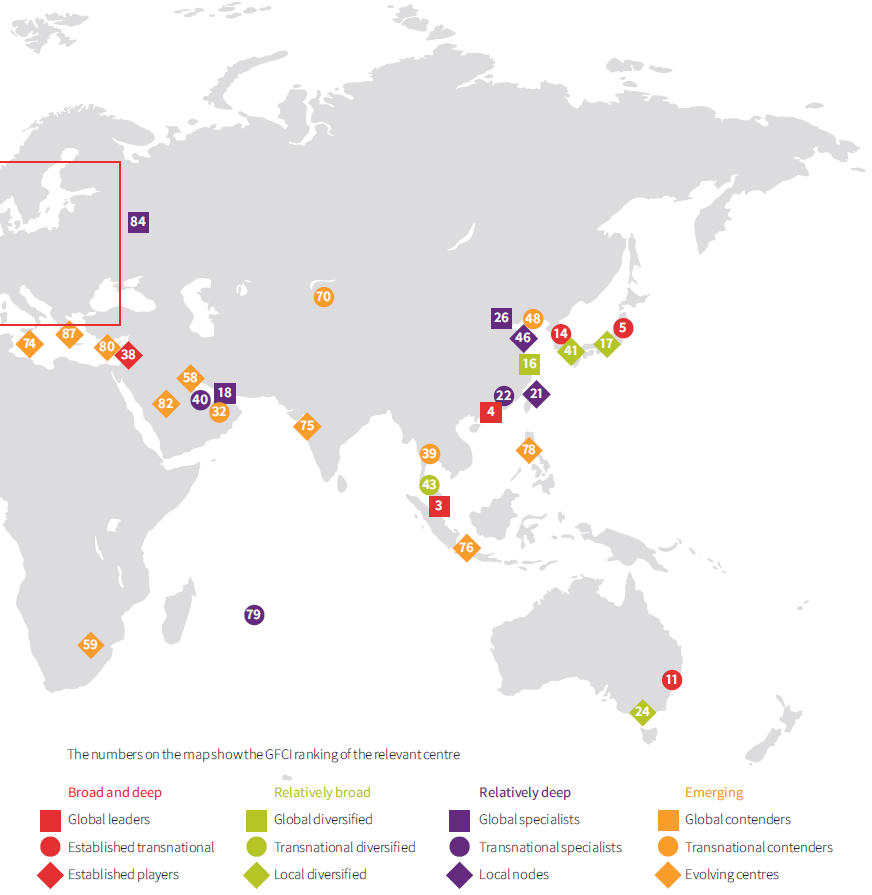 84
70
26
48
14
5
46
41
17
87
74
80
38
16
58
18
40
82
32
22
21
4
75
39
78
43
3
76
79
59
11
24
The numbers on the map show the GFCI ranking of the relevant centre
Broad and deep
Relatively broad
Relatively deep
Emerging
Global leaders
Global diversified
Global specialists
Global contenders
Established transnational
Transnational diversified
Transnational specialists
Transnational contenders
Established players
Local diversified
Local nodes
Evolving centres